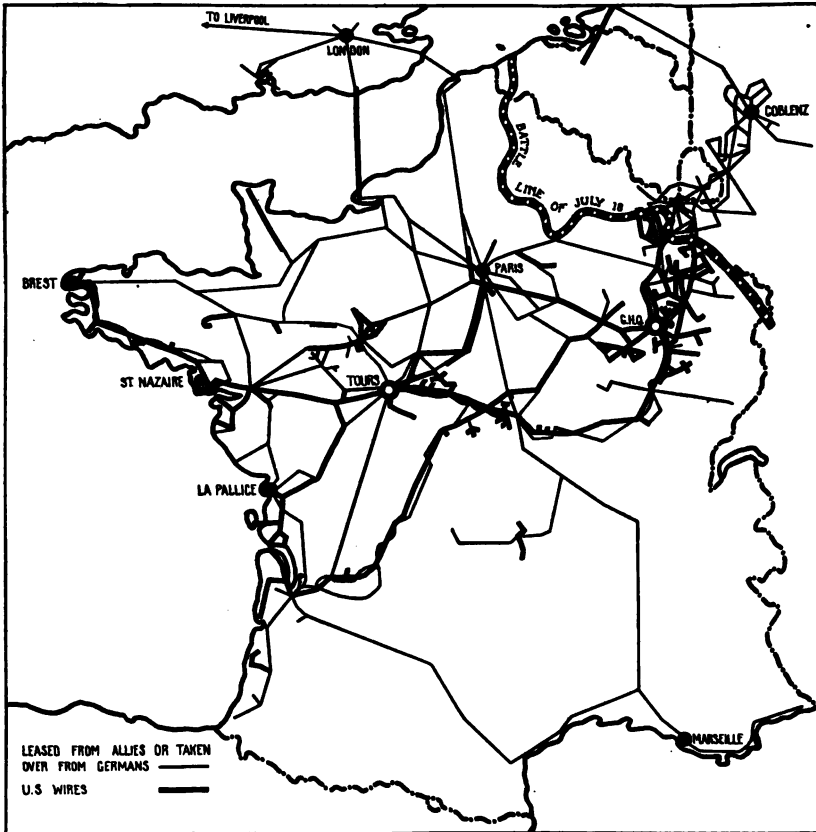 TO LIVERPOOL
LONDON
COBLENZ
BATTLE LINE OF JULY 18
BREST
PARIS
G.H.Q.
ST NAZAIRE
TOURS
LA PALLICE
MARSEILLE
LEASED FROM ALLIES OR TAKEN
OVER FROM GERMANS
U.S WIRES